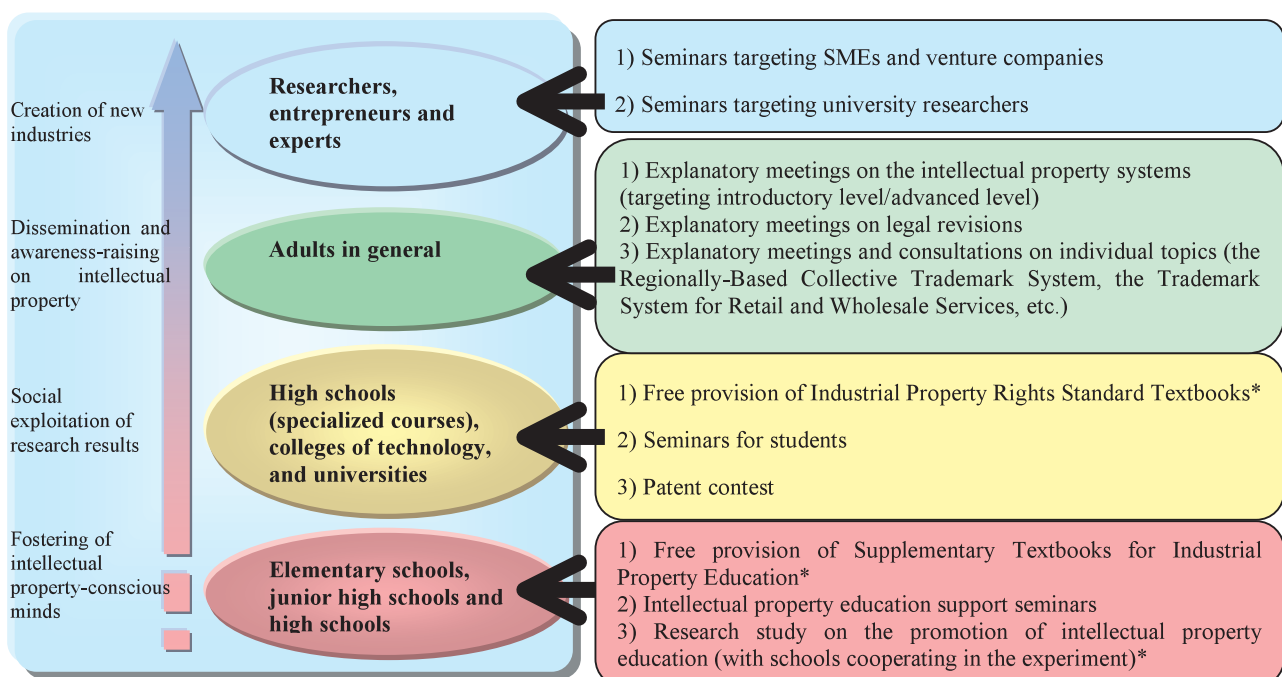 Creation of new
industries
Researchers,
entrepreneurs and
experts
1) Seminars targeting SMEs and venture companies
2) Seminars targeting university researchers
Dissemination and
awareness-raising
on intellectual
property
Adults in general
1) Explanatory meetings on the intellectual property systems
(targeting introductory level/advanced level)
2) Explanatory meetings on legal revisions
3) Explanatory meetings and consultations on individual topics (the
Regionally-Based Collective Trademark System, the Trademark
System for Retail and Wholesale Services, etc.)
Social
exploitation of
research results
High schools
(specialized courses),
colleges of technology,
and universities
1) Free provision of Industrial Property Rights Standard Textbooks*
2) Seminars for students
3) Patent contest
Fostering of
intellectual
property-conscious
minds
Elementary schools,
junior high schools and
high schools
1) Free provision of Supplementary Textbooks for Industrial
Property Education*
2) Intellectual property education support seminars
3) Research study on the promotion of intellectual property
education (with schools cooperating in the experiment)*